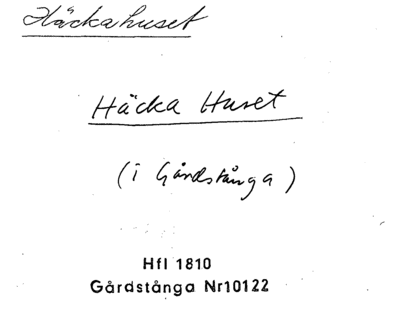 Häckahuset
Häcka Huset
(i Gårdstånga)
Hfl 1810
Gårdstånga Nr10122